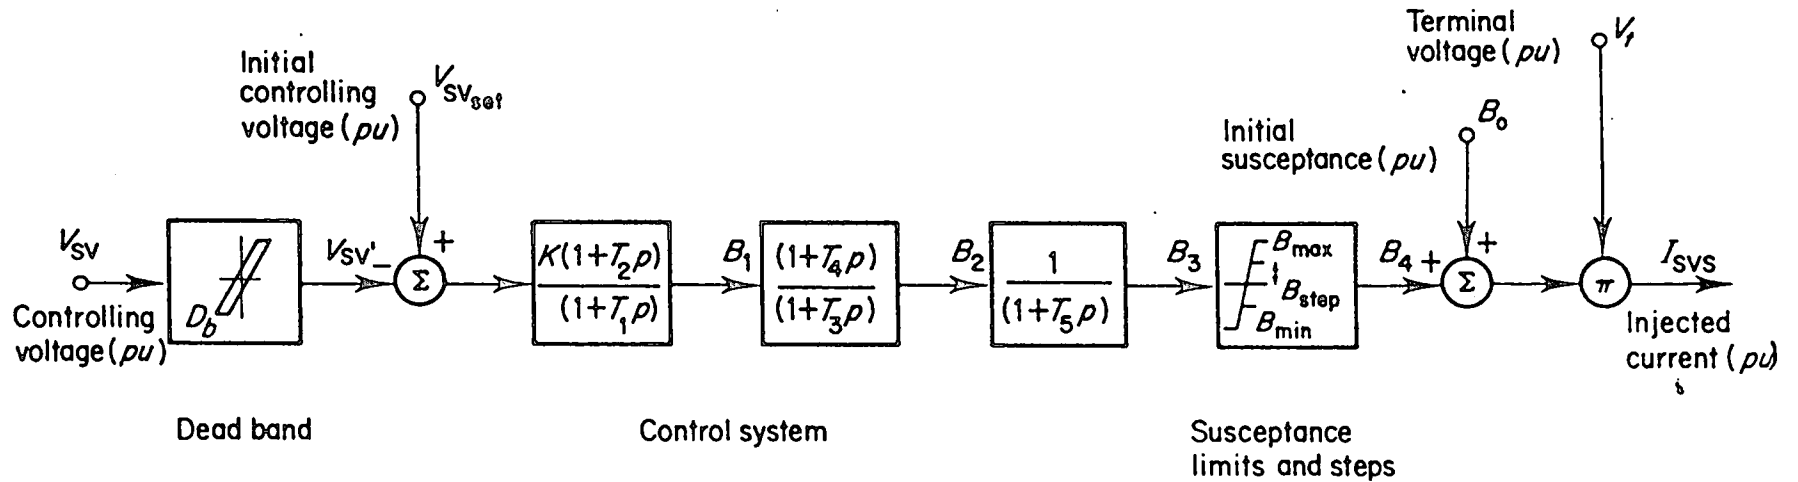 Terminal
voltage (pu)
V_t
Initial
controlling
voltage (pu)
V_SVset
B_o
Initial
susceptance (pu)
V_SV
Controlling
voltage (pu)
D_b
V_SV'
−
+
Σ
K(1+T_2p)
(1+T_1p)
B_1
(1+T_4p)
(1+T_3p)
B_2
1
(1+T_5p)
B_3
B_max
B_step
B_min
B_4
+
+
Σ
π
I_SVS
Injected
current (pu)
Dead band
Control system
Susceptance
limits and steps